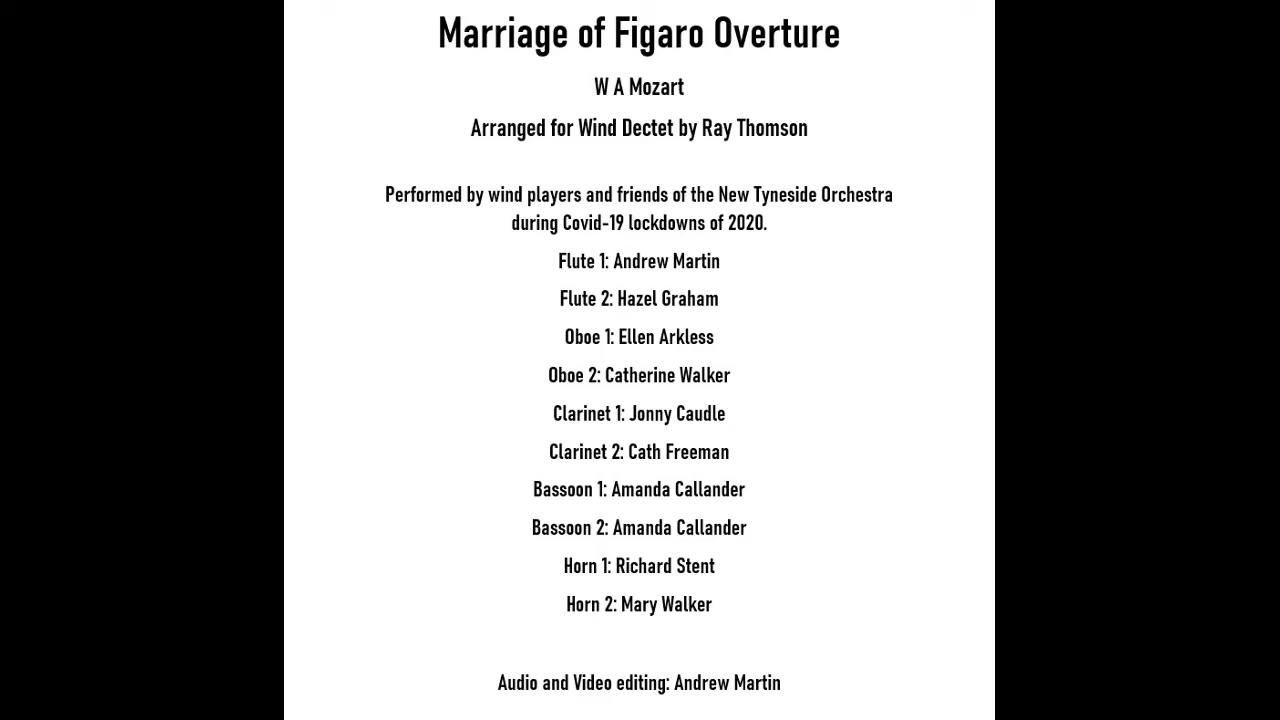 Marriage of Figaro Overture
W A Mozart
Arranged for Wind Dectet by Ray Thomson
Performed by wind players and friends of the New Tyneside Orchestra
during Covid-19 lockdowns of 2020.
Flute 1: Andrew Martin
Flute 2: Hazel Graham
Oboe 1: Ellen Arkless
Oboe 2: Catherine Walker
Clarinet 1: Jonny Caudle
Clarinet 2: Cath Freeman
Bassoon 1: Amanda Callander
Bassoon 2: Amanda Callander
Horn 1: Richard Stent
Horn 2: Mary Walker
Audio and Video editing: Andrew Martin